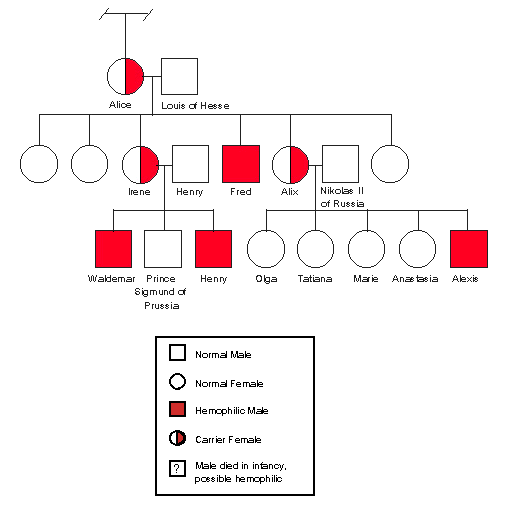 Alice
Louis of Hesse
Irene
Henry
Fred
Alix
Nikolas II
of Russia
Waldemar
Prince
Sigmund of
Prussia
Henry
Olga
Tatiana
Marie
Anastasia
Alexis
Normal Male
Normal Female
Hemophilic Male
Carrier Female
?
Male died in infancy,
possible hemophilic